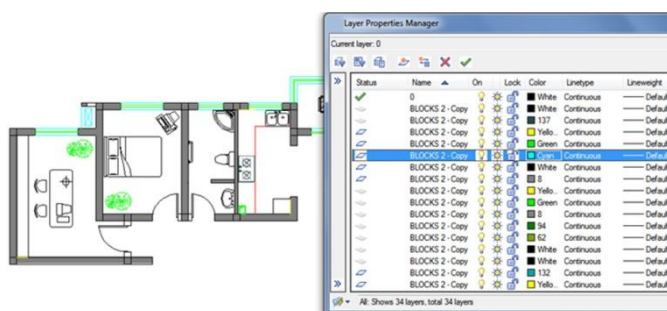 Layer Properties Manager
Current layer: 0
Status Name On Lock Color Linetype Lineweight
0 White Continuous Defau
BLOCKS 2 - Copy White Continuous Defaul
BLOCKS 2 - Copy 137 Continuous Defaul
BLOCKS 2 - Copy Yello... Continuous Defaul
BLOCKS 2 - Copy Green Continuous Defaul
BLOCKS 2 - Copy Cyan Continuous Defaul
BLOCKS 2 - Copy White Continuous Defaul
BLOCKS 2 - Copy 8 Continuous Defaul
BLOCKS 2 - Copy Yello... Continuous Defaul
BLOCKS 2 - Copy Green Continuous Defaul
BLOCKS 2 - Copy 8 Continuous Defaul
BLOCKS 2 - Copy 94 Continuous Defaul
BLOCKS 2 - Copy 62 Continuous Defaul
BLOCKS 2 - Copy White Continuous Defaul
BLOCKS 2 - Copy White Continuous Defaul
BLOCKS 2 - Copy 132 Continuous Defaul
BLOCKS 2 - Copy Yello... Continuous Defaul
All: Shows 34 layers, total 34 layers